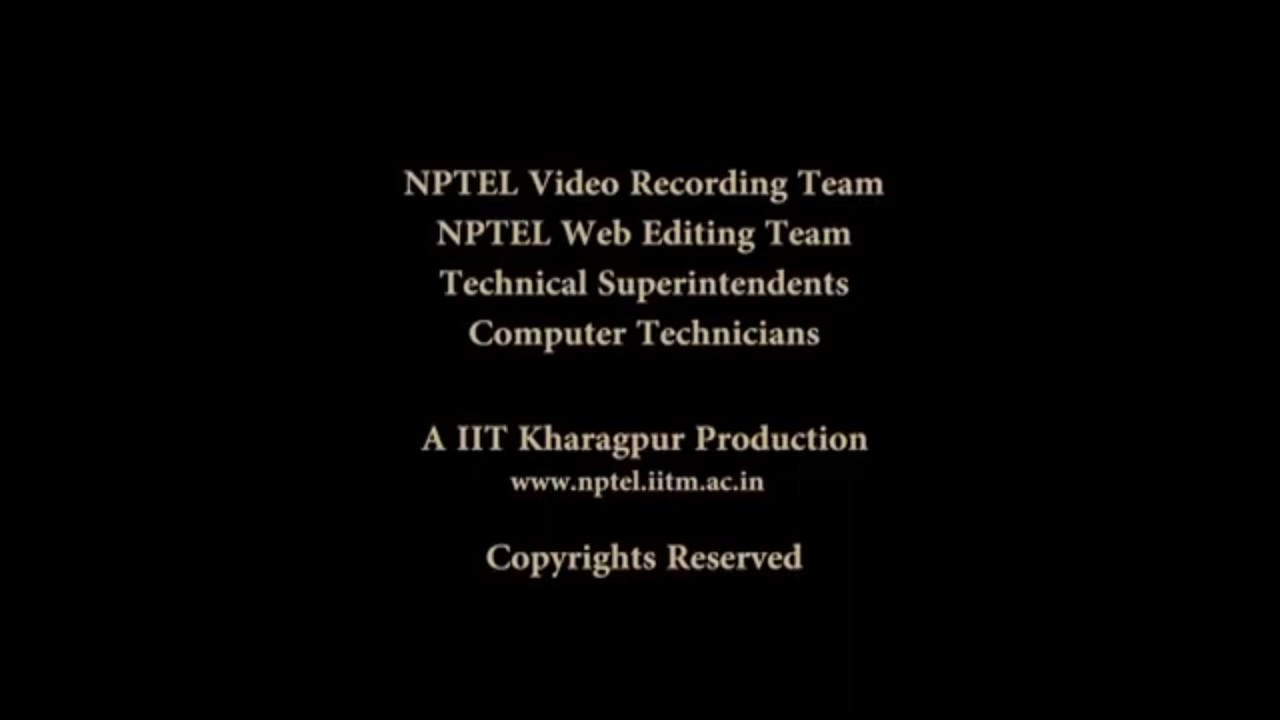 NPTEL Video Recording Team
NPTEL Web Editing Team
Technical Superintendents
Computer Technicians
A IIT Kharagpur Production
www.nptel.iitm.ac.in
Copyrights Reserved